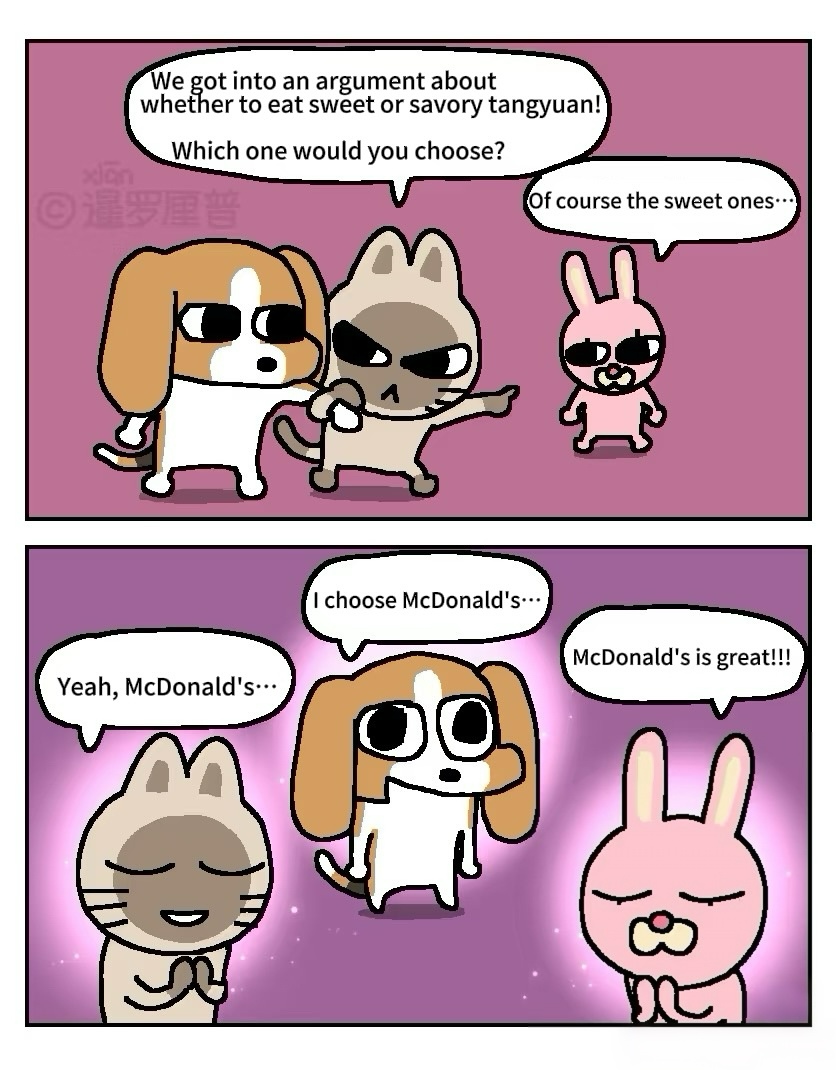 We got into an argument about
whether to eat sweet or savory tangyuan!
Which one would you choose?
xiān
©暹罗厘普
Of course the sweet ones…
I choose McDonald's…
Yeah, McDonald's…
McDonald's is great!!!